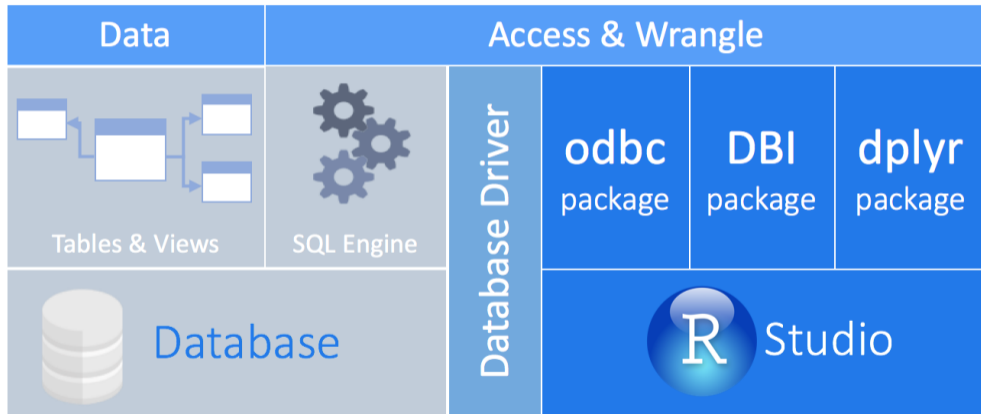 Data
Access & Wrangle
Tables & Views
SQL Engine
Database Driver
odbc
package
DBI
package
dplyr
package
Database
R Studio